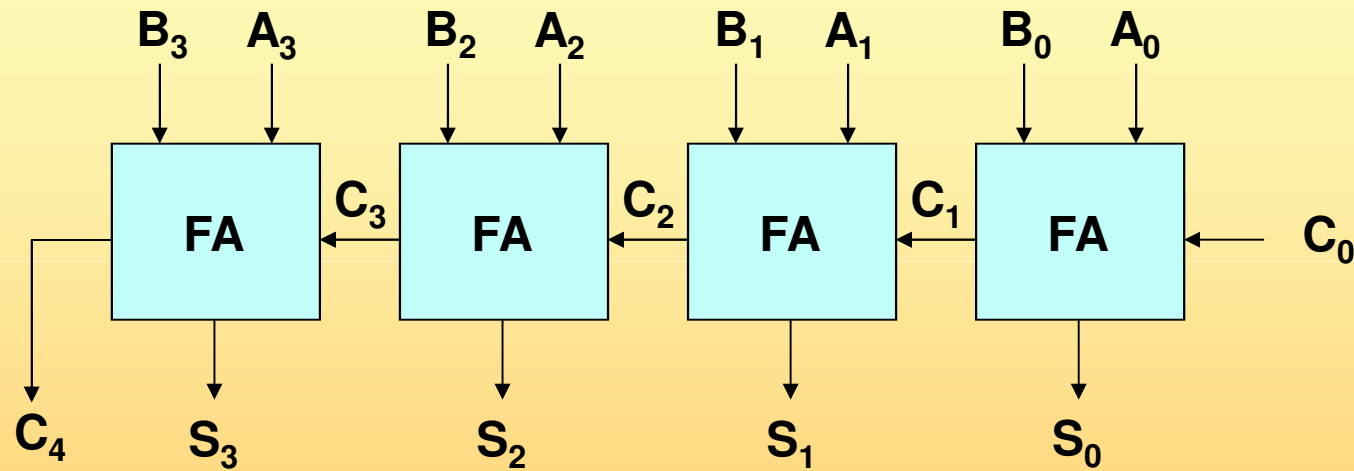 B₃ A₃ B₂ A₂ B₁ A₁ B₀ A₀
C₃ C₂ C₁
FA FA FA FA C₀
C₄ S₃ S₂ S₁ S₀